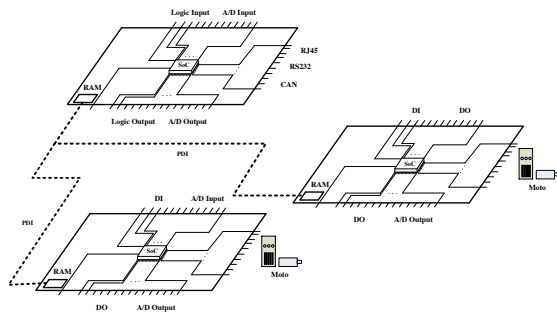 Logic Input A/D Input
RJ45
SoC
RS232
RAM
CAN
Logic Output A/D Output
DI DO
PDI
SoC
RAM
Moto
DO A/D Output
DI A/D Input
PDI
SoC
RAM
Moto
DO A/D Output